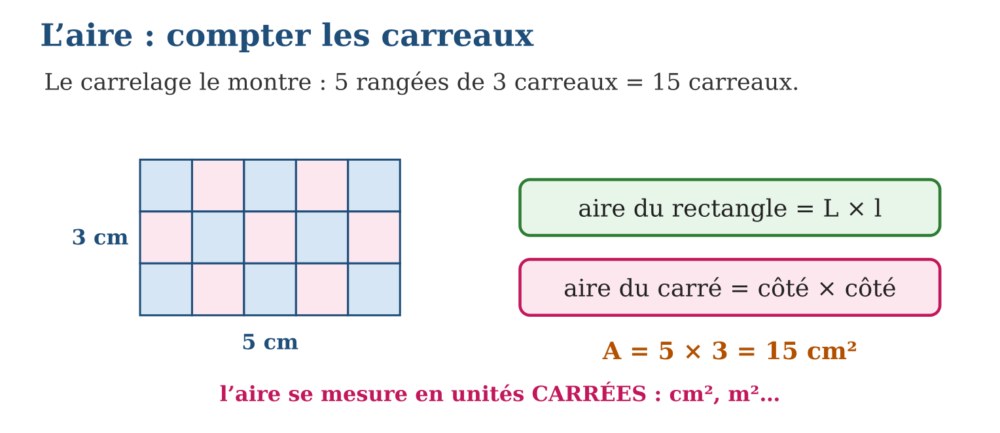 L’aire : compter les carreaux
Le carrelage le montre : 5 rangées de 3 carreaux = 15 carreaux.
aire du rectangle = L × l
3 cm
aire du carré = côté × côté
5 cm
A = 5 × 3 = 15 cm²
l’aire se mesure en unités CARRÉES : cm², m²…